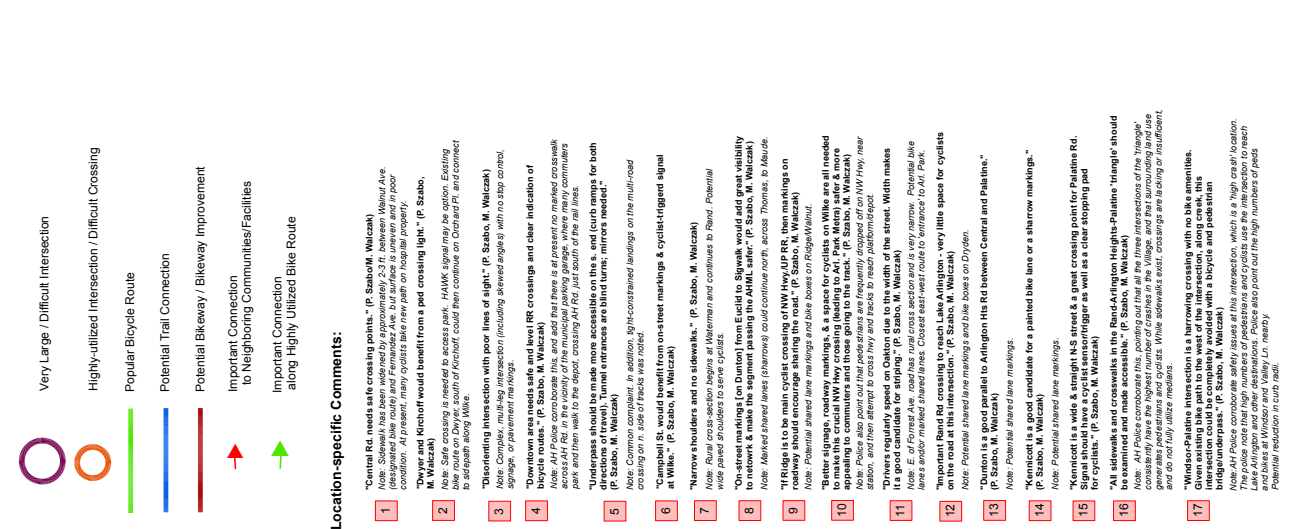 Very Large / Difficult Intersection
Highly-utilized Intersection / Difficult Crossing
Popular Bicycle Route
Potential Trail Connection
Potential Bikeway / Bikeway Improvement
Important Connection
to Neighboring Communities/Facilities
Important Connection
along Highly Utilized Bike Route
Location-specific Comments:
1
"Central Rd. needs safe crossing points." (P. Szabo/M. Walczak)
Note: Sidewalk has been widened by approximately 2-3 ft. between Walnut Ave.
(designated bike route) and Fernandez Ave. but surface is uneven and in poor
condition. At present, many cyclists take new path on hospital property.
2
"Dwyer and Kirchoff would benefit from a ped crossing light." (P. Szabo,
M. Walczak)
Note: Safe crossing is needed to access park. HAWK signal may be option. Existing
bike route on Dwyer, south of Kirchoff, could then continue on Orchard Pl. and connect
to sidepath along Wilke.
3
"Disorienting intersection with poor lines of sight." (P. Szabo, M. Walczak)
Note: Complex, multi-leg intersection (including skewed angles) with no stop control,
signage, or pavement markings.
4
"Downtown area needs safe and level RR crossings and clear indication of
bicycle routes." (P. Szabo, M. Walczak)
Note: AH Police corroborate this, and add that there is at present no marked crosswalk
across AH Rd. in the vicinity of the municipal parking garage, where many commuters
park and then walk to the depot, crossing AH Rd. just south of the rail lines.
5
"Underpass should be made more accessible on the s. end (curb ramps for both
directions of travel). Tunnel entrances are blind turns; mirrors needed."
(P. Szabo, M. Walczak)
Note: Common complaint. In addition, tight-constrained landings on the multi-road
crossing on n. side of tracks was noted.
6
"Campbell St. would benefit from on-street markings & cyclist-triggerd signal
at Wilke." (P. Szabo, M. Walczak)
7
"Narrow shoulders and no sidewalks." (P. Szabo, M. Walczak)
Note: Rural cross-section begins at Waterman and continues to Rand. Potential
wide paved shoulders to serve cyclists.
8
"On-street markings [on Dunton] from Euclid to Sigwalk would add great visibility
to netowrk & make the segment passing the AHML safer." (P. Szabo, M. Walczak)
Note: Marked shared lanes (sharrows) could continue north, across Thomas, to Maude.
9
"If Ridge is to be main cyclist crossing of NW Hwy./UP RR, then markings on
roadway should encourage sharing the road." (P. Szabo, M. Walczak)
Note: Potential shared lane markings and bike boxes on Ridge/Walnut.
10
"Better signage, roadway markings, & a space for cyclists on Wilke are all needed
to make this crucial NW Hwy crossing (leading to Arl. Park Metra) safer & more
appealing to commuters and those going to the track." (P. Szabo, M. Walczak)
Note: Police also point out that pedestrians are frequently dropped off on NW Hwy, near
station, and then attempt to cross hwy and tracks to reach platform/depot.
11
"Drivers regularly speed on Oakton due to the width of the street. Width makes
it a good candidate for striping." (P. Szabo, M. Walczak)
Note: E. of Forrest Ave. road has rural cross section and is very narrow. Potential bike
lanes and/or marked shared lanes. Closest east-west route to entrance' to Arl. Park.
12
"Important Rand Rd crossing to reach Lake Arlington - very little space for cyclists
on the road at this intersection." (P. Szabo, M. Walczak)
Note: Potential shared lane markings and bike boxes on Dryden.
13
"Dunton is a good parallel to Arlington Hts Rd between Central and Palatine."
(P. Szabo, M. Walczak)
Note: Potential shared lane markings.
14
"Kennicott is a good candidate for a painted bike lane or a sharrow markings."
(P. Szabo, M. Walczak)
Note: Potential shared lane markings.
15
"Kennicott is a wide & straight N-S street & a great crossing point for Palatine Rd.
Signal should have a cyclist sensor/trigger as well as a clear stopping pad
for cyclists." (P. Szabo, M. Walczak)
16
"All sidewalks and crosswalks in the Rand-Arlington Heights-Palatine 'triangle' should
be examined and made accessible." (P. Szabo, M. Walczak)
Note: AH Police corroborate this, pointing out that all the three intersections of the 'triangle'
consistently have the highest number of crashes in the Village, and that surrounding land use
generates pedestrians and cyclists. While sidewalks exist, crossings are lacking or insufficient,
and do not fully utilize medians.
17
"Windsor-Palatine intersection is a harrowing crossing with no bike amenities.
Given existing bike path to the west of the intersection, along creek, this
intersection could be completely avoided with a bicycle and pedestrian
bridge/underpass." (P. Szabo, M. Walczak)
Note: AH Police corroborate safety issues at this intersection, which is a 'high crash' location.
The police note that high numbers of pedestrians and cyclists use the intersection to reach
Lake Arlington and other destinations. Police also point out the high numbers of peds
and bikes at Windsor and Valley Ln. nearby.
Potential reduction in curb radii.